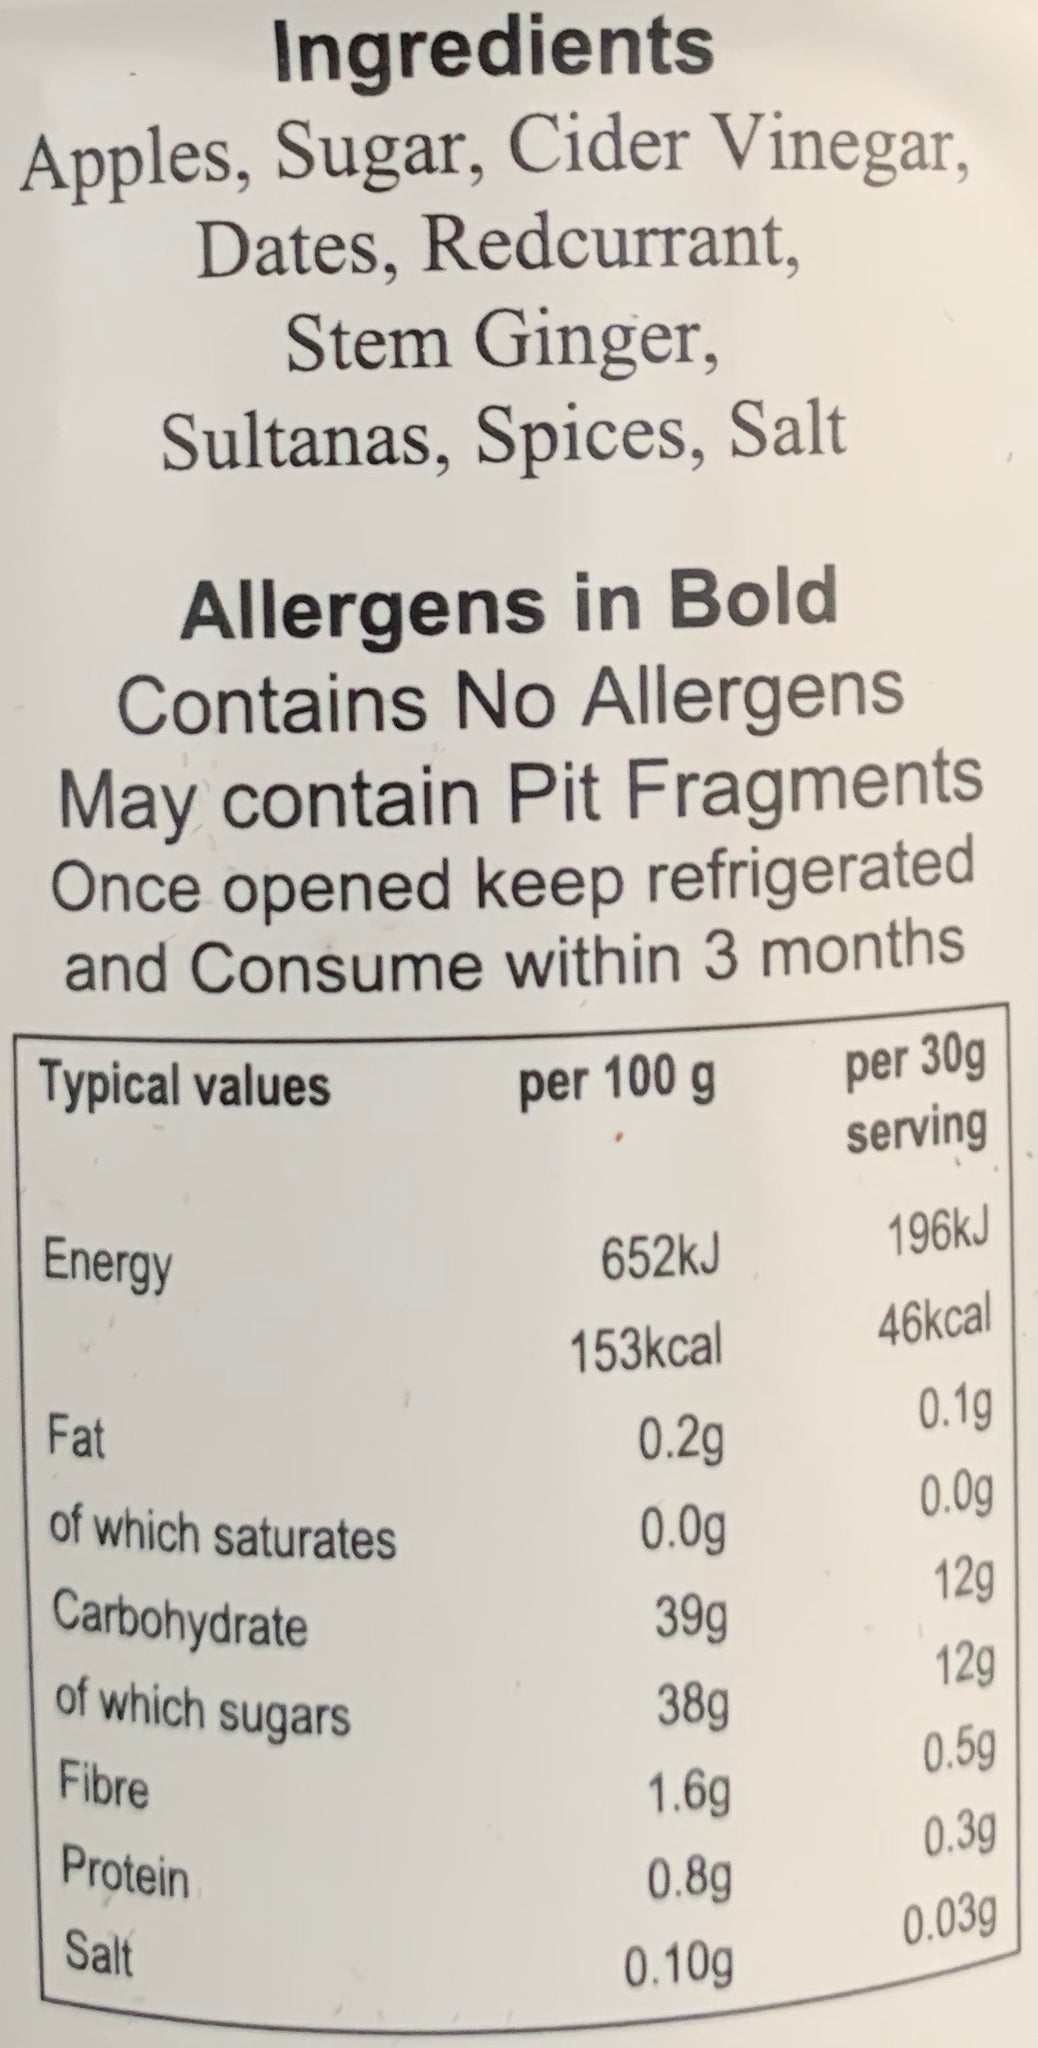 Ingredients
Apples, Sugar, Cider Vinegar,
Dates, Redcurrant,
Stem Ginger,
Sultanas, Spices, Salt
Allergens in Bold
Contains No Allergens
May contain Pit Fragments
Once opened keep refrigerated
and Consume within 3 months
Typical values per 100 g per 30g
serving
Energy 652kJ 196kJ
153kcal 46kcal
Fat 0.2g 0.1g
of which saturates 0.0g 0.0g
Carbohydrate 39g 12g
of which sugars 38g 12g
Fibre 1.6g 0.5g
Protein 0.8g 0.3g
Salt 0.10g 0.03g